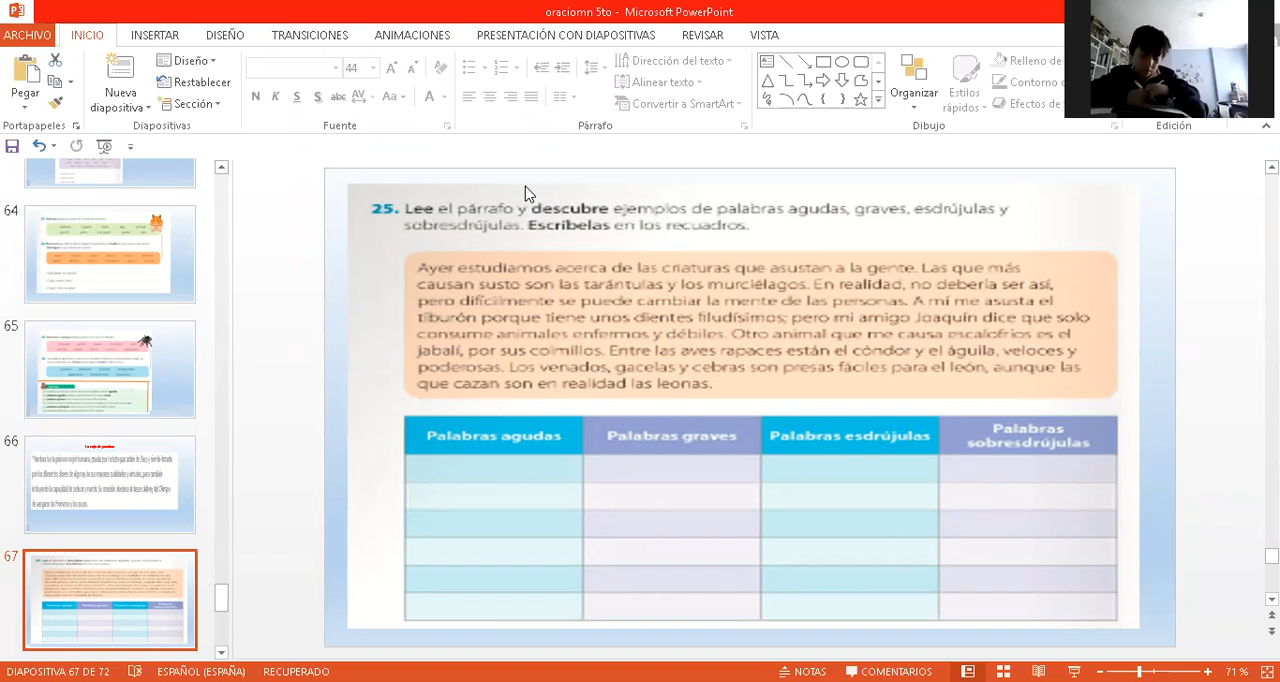 oraciomn 5to - Microsoft PowerPoint
ARCHIVO INICIO INSERTAR DISEÑO TRANSICIONES ANIMACIONES PRESENTACIÓN CON DIAPOSITIVAS REVISAR VISTA
Pegar
Nueva diapositiva
Diseño
Restablecer
Sección
44
N K S S abc AV Aa A
Dirección del texto
Alinear texto
Convertir a SmartArt
Organizar
Estilos rápidos
Relleno de
Contorno
Efectos de
Portapapeles Diapositivas Fuente Párrafo Dibujo Edición
64
65
66
67
25. Lee el párrafo y descubre ejemplos de palabras agudas, graves, esdrújulas y
sobresdrújulas. Escríbelas en los recuadros.
Ayer estudiamos acerca de las criaturas que asustan a la gente. Las que más
causan susto son las tarántulas y los murciélagos. En realidad, no debería ser así,
pero difícilmente se puede cambiar la mente de las personas. A mí me asusta el
tiburón porque tiene unos dientes filudísimos; pero mi amigo Joaquín dice que solo
consume animales enfermos y débiles. Otro animal que me causa escalofríos es el
jabalí, por sus colmillos. Entre las aves rapaces están el cóndor y el águila, veloces y
poderosas. Los venados, gacelas y cebras son presas fáciles para el león, aunque las
que cazan son en realidad las leonas.
Palabras agudas Palabras graves Palabras esdrújulas Palabras sobresdrújulas
DIAPOSITIVA 67 DE 72 ESPAÑOL (ESPAÑA) RECUPERADO NOTAS COMENTARIOS 71 %